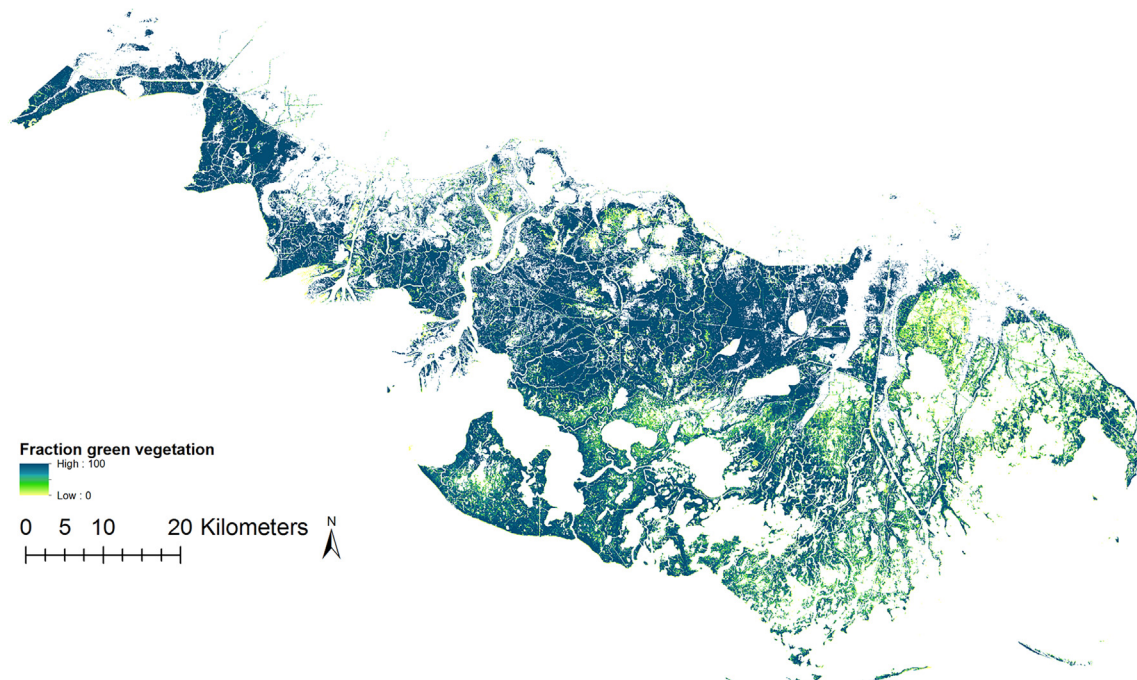 Fraction green vegetation
High : 100
Low : 0
0 5 10 20 Kilometers
N